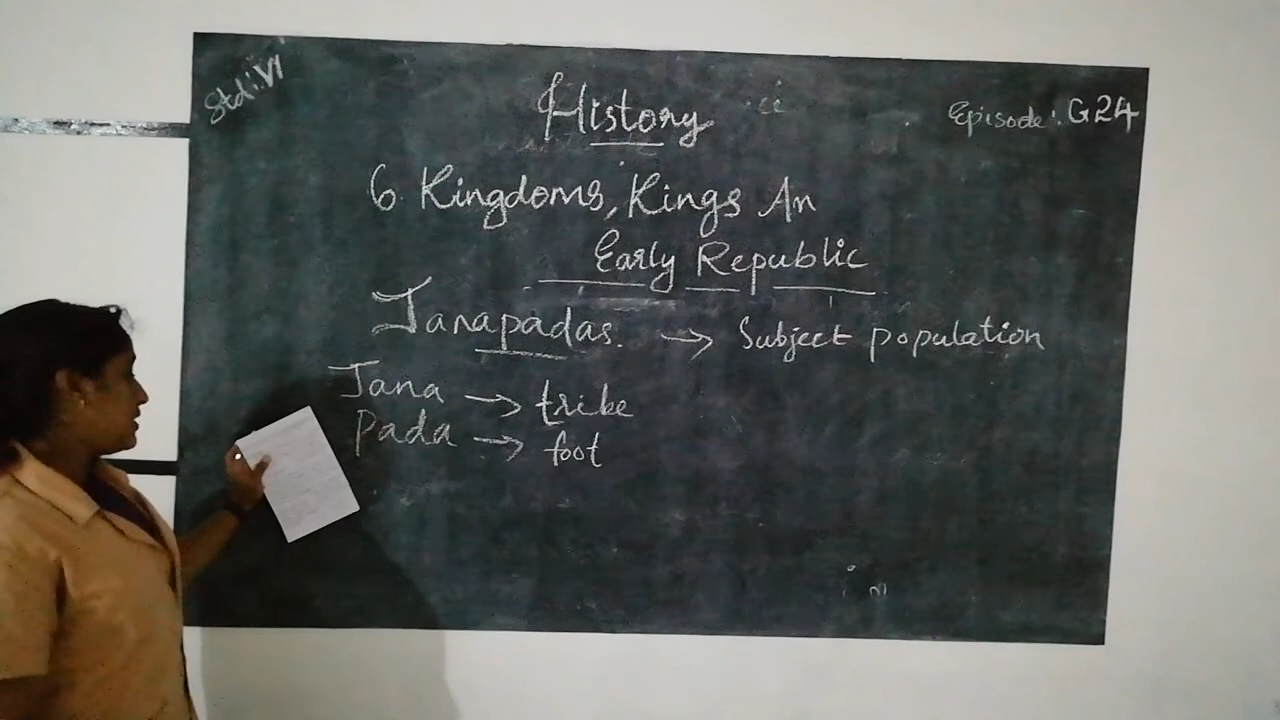 Std: VI
History
Episode: G24
6 Kingdoms, Kings An
Early Republic
Janapadas. → Subject population
Jana → tribe
Pada → foot